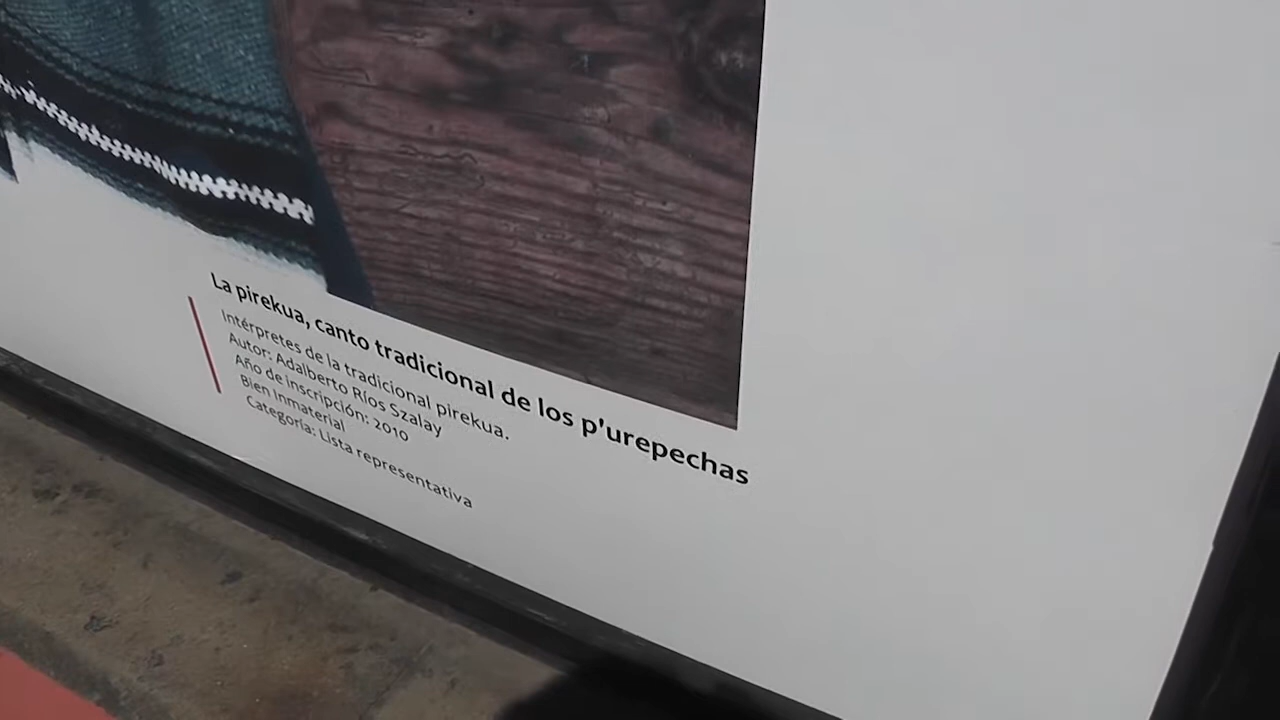 La pirekua, canto tradicional de los p'urepechas
Intérpretes de la tradicional pirekua.
Autor: Adalberto Ríos Szalay
Año de inscripción: 2010
Bien Inmaterial
Categoría: Lista representativa